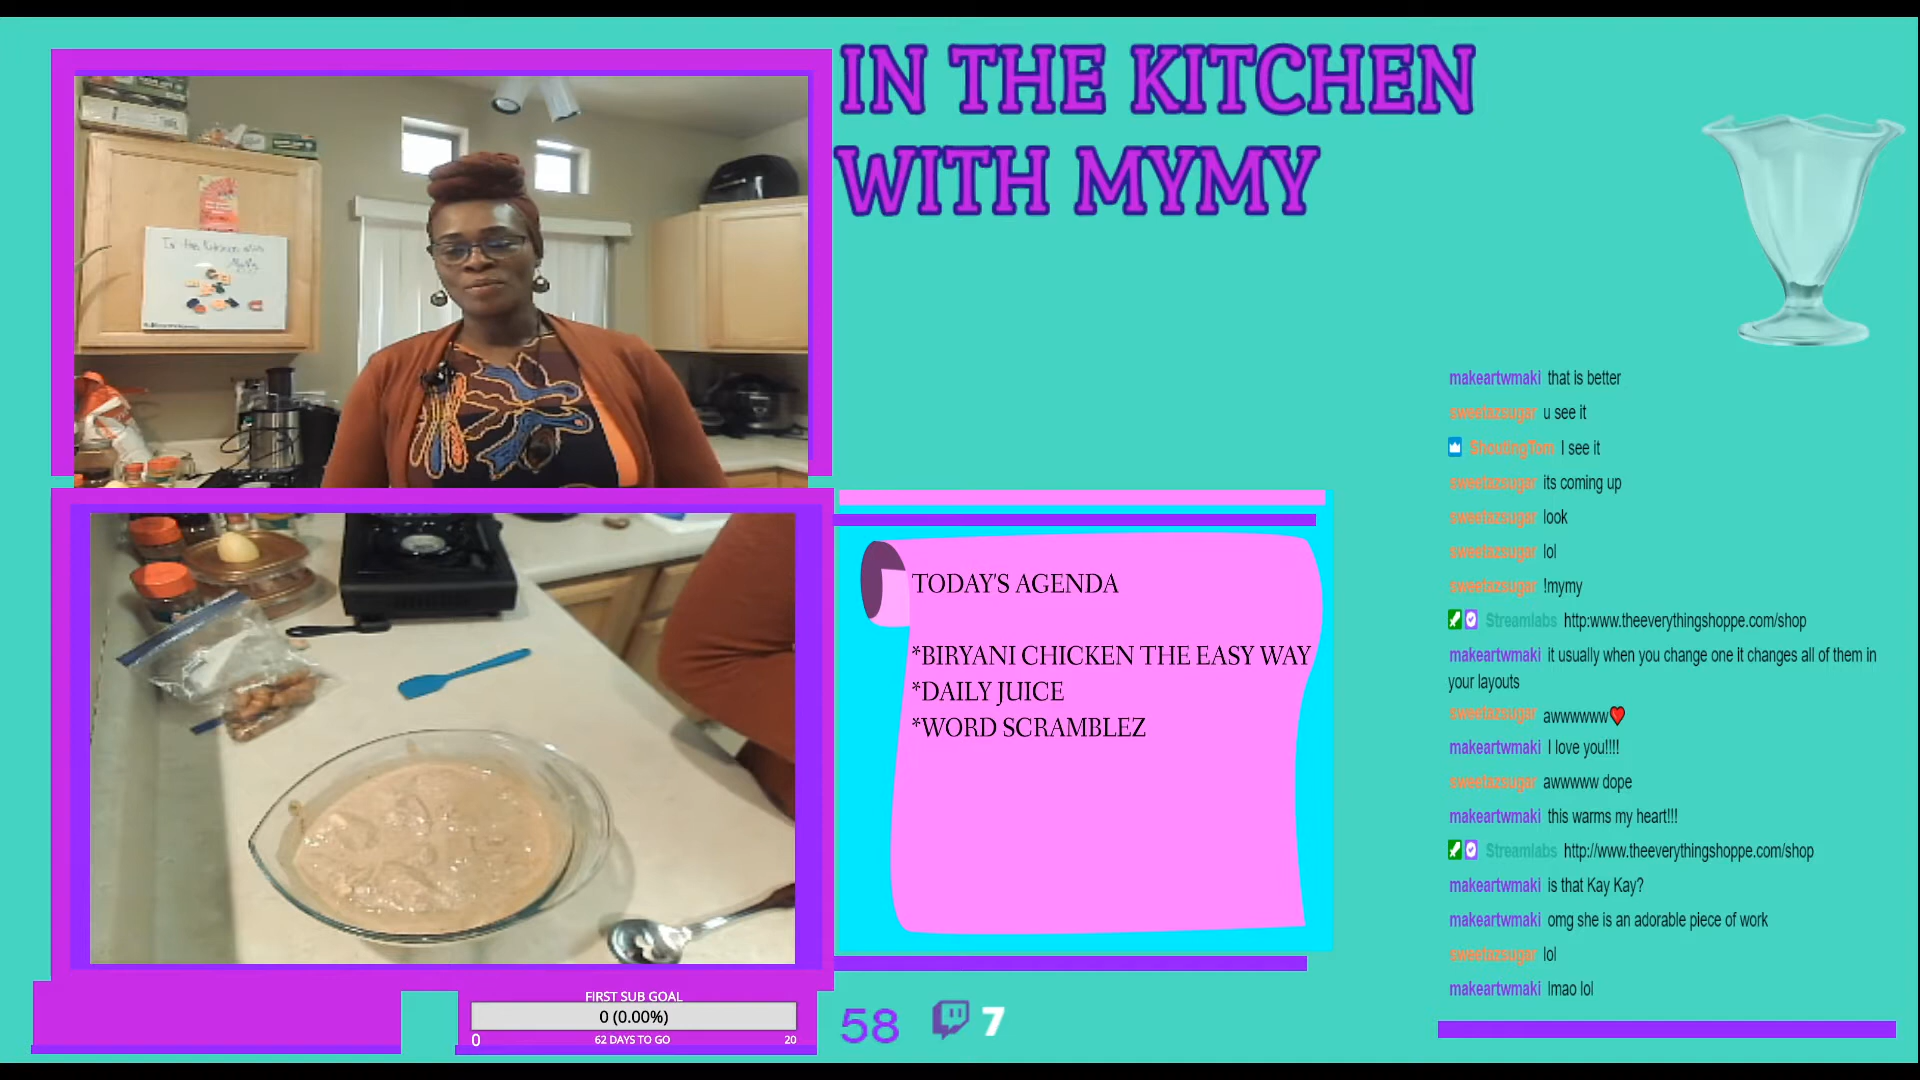 IN THE KITCHEN
WITH MYMY
In the Kitchen with
MyMy
makeartwmaki that is better
sweetazsugar u see it
ShoutingTom I see it
sweetazsugar its coming up
sweetazsugar look
sweetazsugar lol
sweetazsugar !mymy
Streamlabs http:www.theeverythingshoppe.com/shop
makeartwmaki it usually when you change one it changes all of them in
your layouts
sweetazsugar awwwwww
makeartwmaki I love you!!!!
sweetazsugar awwwww dope
makeartwmaki this warms my heart!!!
Streamlabs http://www.theeverythingshoppe.com/shop
makeartwmaki is that Kay Kay?
makeartwmaki omg she is an adorable piece of work
sweetazsugar lol
makeartwmaki lmao lol
TODAY'S AGENDA
*BIRYANI CHICKEN THE EASY WAY
*DAILY JUICE
*WORD SCRAMBLEZ
FIRST SUB GOAL
0 (0.00%)
0 62 DAYS TO GO 20
58 7